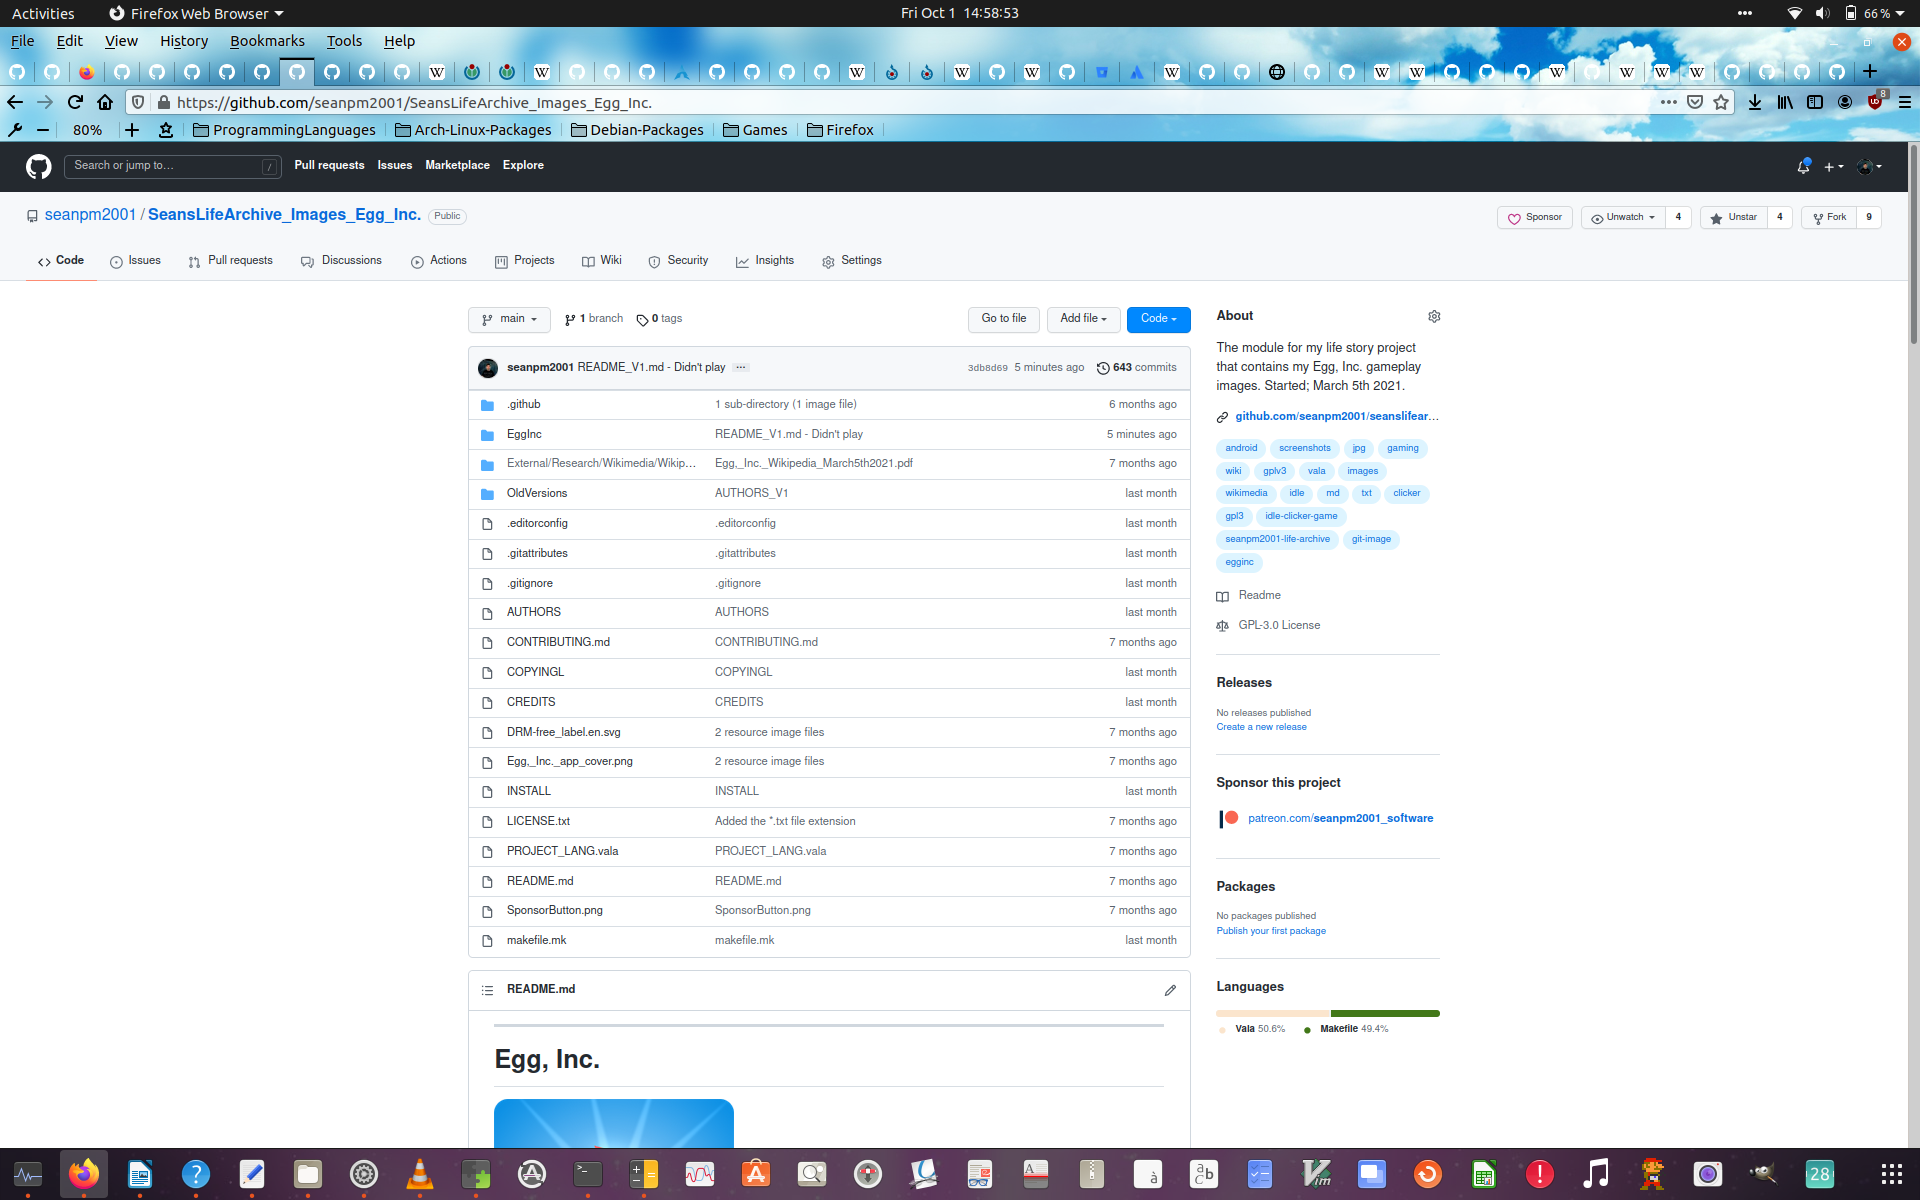 Activities Firefox Web Browser Fri Oct 1 14:58:53 66 %
File Edit View History Bookmarks Tools Help
https://github.com/seanpm2001/SeansLifeArchive_Images_Egg_Inc. 8
80% ProgrammingLanguages Arch-Linux-Packages Debian-Packages Games Firefox
Search or jump to… / Pull requests Issues Marketplace Explore
seanpm2001 / SeansLifeArchive_Images_Egg_Inc. Public Sponsor Unwatch 4 Unstar 4 Fork 9
Code Issues Pull requests Discussions Actions Projects Wiki Security Insights Settings
main 1 branch 0 tags Go to file Add file Code
seanpm2001 README_V1.md - Didn't play ... 3db8d69 5 minutes ago 643 commits
.github 1 sub-directory (1 image file) 6 months ago
EggInc README_V1.md - Didn't play 5 minutes ago
External/Research/Wikimedia/Wikip… Egg,_Inc._Wikipedia_March5th2021.pdf 7 months ago
OldVersions AUTHORS_V1 last month
.editorconfig .editorconfig last month
.gitattributes .gitattributes last month
.gitignore .gitignore last month
AUTHORS AUTHORS last month
CONTRIBUTING.md CONTRIBUTING.md 7 months ago
COPYINGL COPYINGL last month
CREDITS CREDITS last month
DRM-free_label.en.svg 2 resource image files 7 months ago
Egg,_Inc._app_cover.png 2 resource image files 7 months ago
INSTALL INSTALL last month
LICENSE.txt Added the *.txt file extension 7 months ago
PROJECT_LANG.vala PROJECT_LANG.vala 7 months ago
README.md README.md 7 months ago
SponsorButton.png SponsorButton.png 7 months ago
makefile.mk makefile.mk last month
README.md
Egg, Inc.
About
The module for my life story project
that contains my Egg, Inc. gameplay
images. Started; March 5th 2021.
github.com/seanpm2001/seanslifear…
android screenshots jpg gaming
wiki gplv3 vala images
wikimedia idle md txt clicker
gpl3 idle-clicker-game
seanpm2001-life-archive git-image
egginc
Readme
GPL-3.0 License
Releases
No releases published
Create a new release
Sponsor this project
patreon.com/seanpm2001_software
Packages
No packages published
Publish your first package
Languages
Vala 50.6% Makefile 49.4%
28